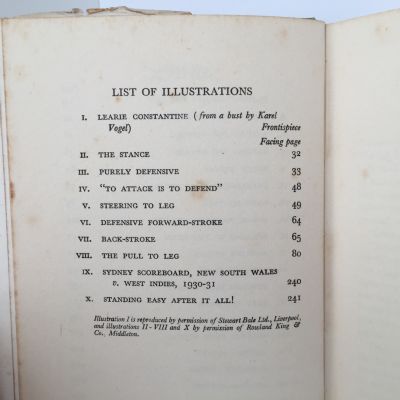 LIST OF ILLUSTRATIONS
I. LEARIE CONSTANTINE (from a bust by Karel
Vogel) Frontispiece
Facing page
II. THE STANCE 32
III. PURELY DEFENSIVE 33
IV. "TO ATTACK IS TO DEFEND" 48
V. STEERING TO LEG 49
VI. DEFENSIVE FORWARD-STROKE 64
VII. BACK-STROKE 65
VIII. THE PULL TO LEG 80
IX. SYDNEY SCOREBOARD, NEW SOUTH WALES
v. WEST INDIES, 1930-31 240
X. STANDING EASY AFTER IT ALL! 241
Illustration I is reproduced by permission of Stewart Bale Ltd., Liverpool,
and illustrations II-VIII and X by permission of Rowland King &
Co., Middleton.